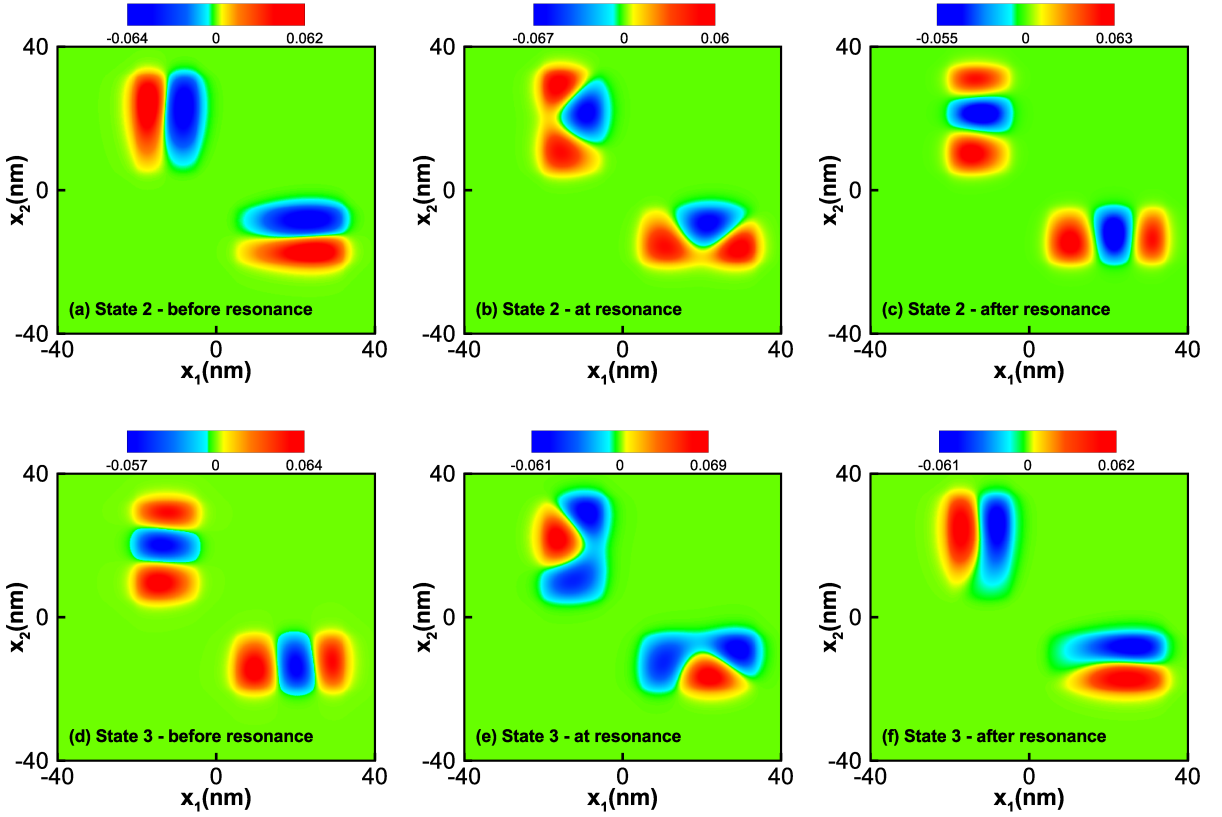 -0.064 0 0.062
-0.067 0 0.06
-0.055 0 0.063
40
0
-40
x2(nm)
(a) State 2 - before resonance
-40 0 40
x1(nm)
40
0
-40
x2(nm)
(b) State 2 - at resonance
-40 0 40
x1(nm)
40
0
-40
x2(nm)
(c) State 2 - after resonance
-40 0 40
x1(nm)
-0.057 0 0.064
-0.061 0 0.069
-0.061 0 0.062
40
0
-40
x2(nm)
(d) State 3 - before resonance
-40 0 40
x1(nm)
40
0
-40
x2(nm)
(e) State 3 - at resonance
-40 0 40
x1(nm)
40
0
-40
x2(nm)
(f) State 3 - after resonance
-40 0 40
x1(nm)